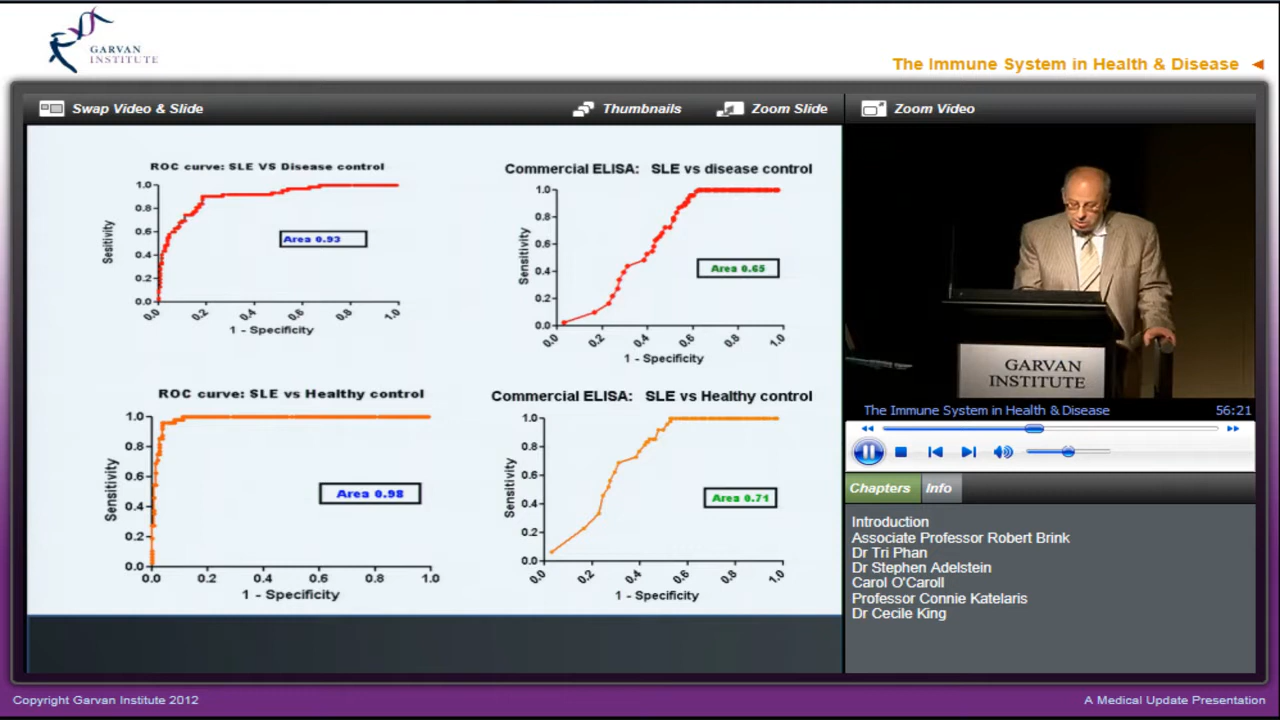 GARVAN
INSTITUTE
The Immune System in Health & Disease
Swap Video & Slide
Thumbnails
Zoom Slide
Zoom Video
ROC curve: SLE VS Disease control
1.0
0.8
0.6
0.4
0.2
0.0
Sesitivity
Area 0.93
0.0
0.2
0.4
0.6
0.8
1.0
1 - Specificity
Commercial ELISA: SLE vs disease control
1.0
0.8
0.6
0.4
0.2
0.0
Sensitivity
Area 0.65
0.0
0.2
0.4
0.6
0.8
1.0
1 - Specificity
ROC curve: SLE vs Healthy control
1.0
0.8
0.6
0.4
0.2
0.0
Sensitivity
Area 0.98
0.0
0.2
0.4
0.6
0.8
1.0
1 - Specificity
Commercial ELISA: SLE vs Healthy control
1.0
0.8
0.6
0.4
0.2
0.0
Sensitivity
Area 0.71
0.0
0.2
0.4
0.6
0.8
1.0
1 - Specificity
GARVAN
INSTITUTE
The Immune System in Health & Disease
56:21
Chapters
Info
Introduction
Associate Professor Robert Brink
Dr Tri Phan
Dr Stephen Adelstein
Carol O'Caroll
Professor Connie Katelaris
Dr Cecile King
Copyright Garvan Institute 2012
A Medical Update Presentation